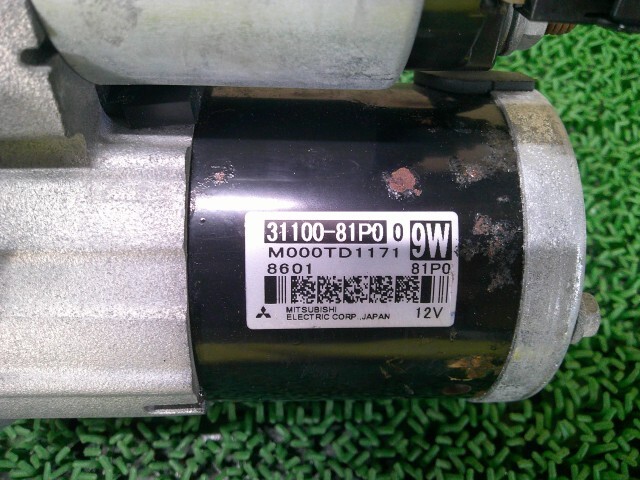 31100-81P0 0 9W
M000TD1171
8601 81P0
MITSUBISHI
ELECTRIC CORP. JAPAN 12V